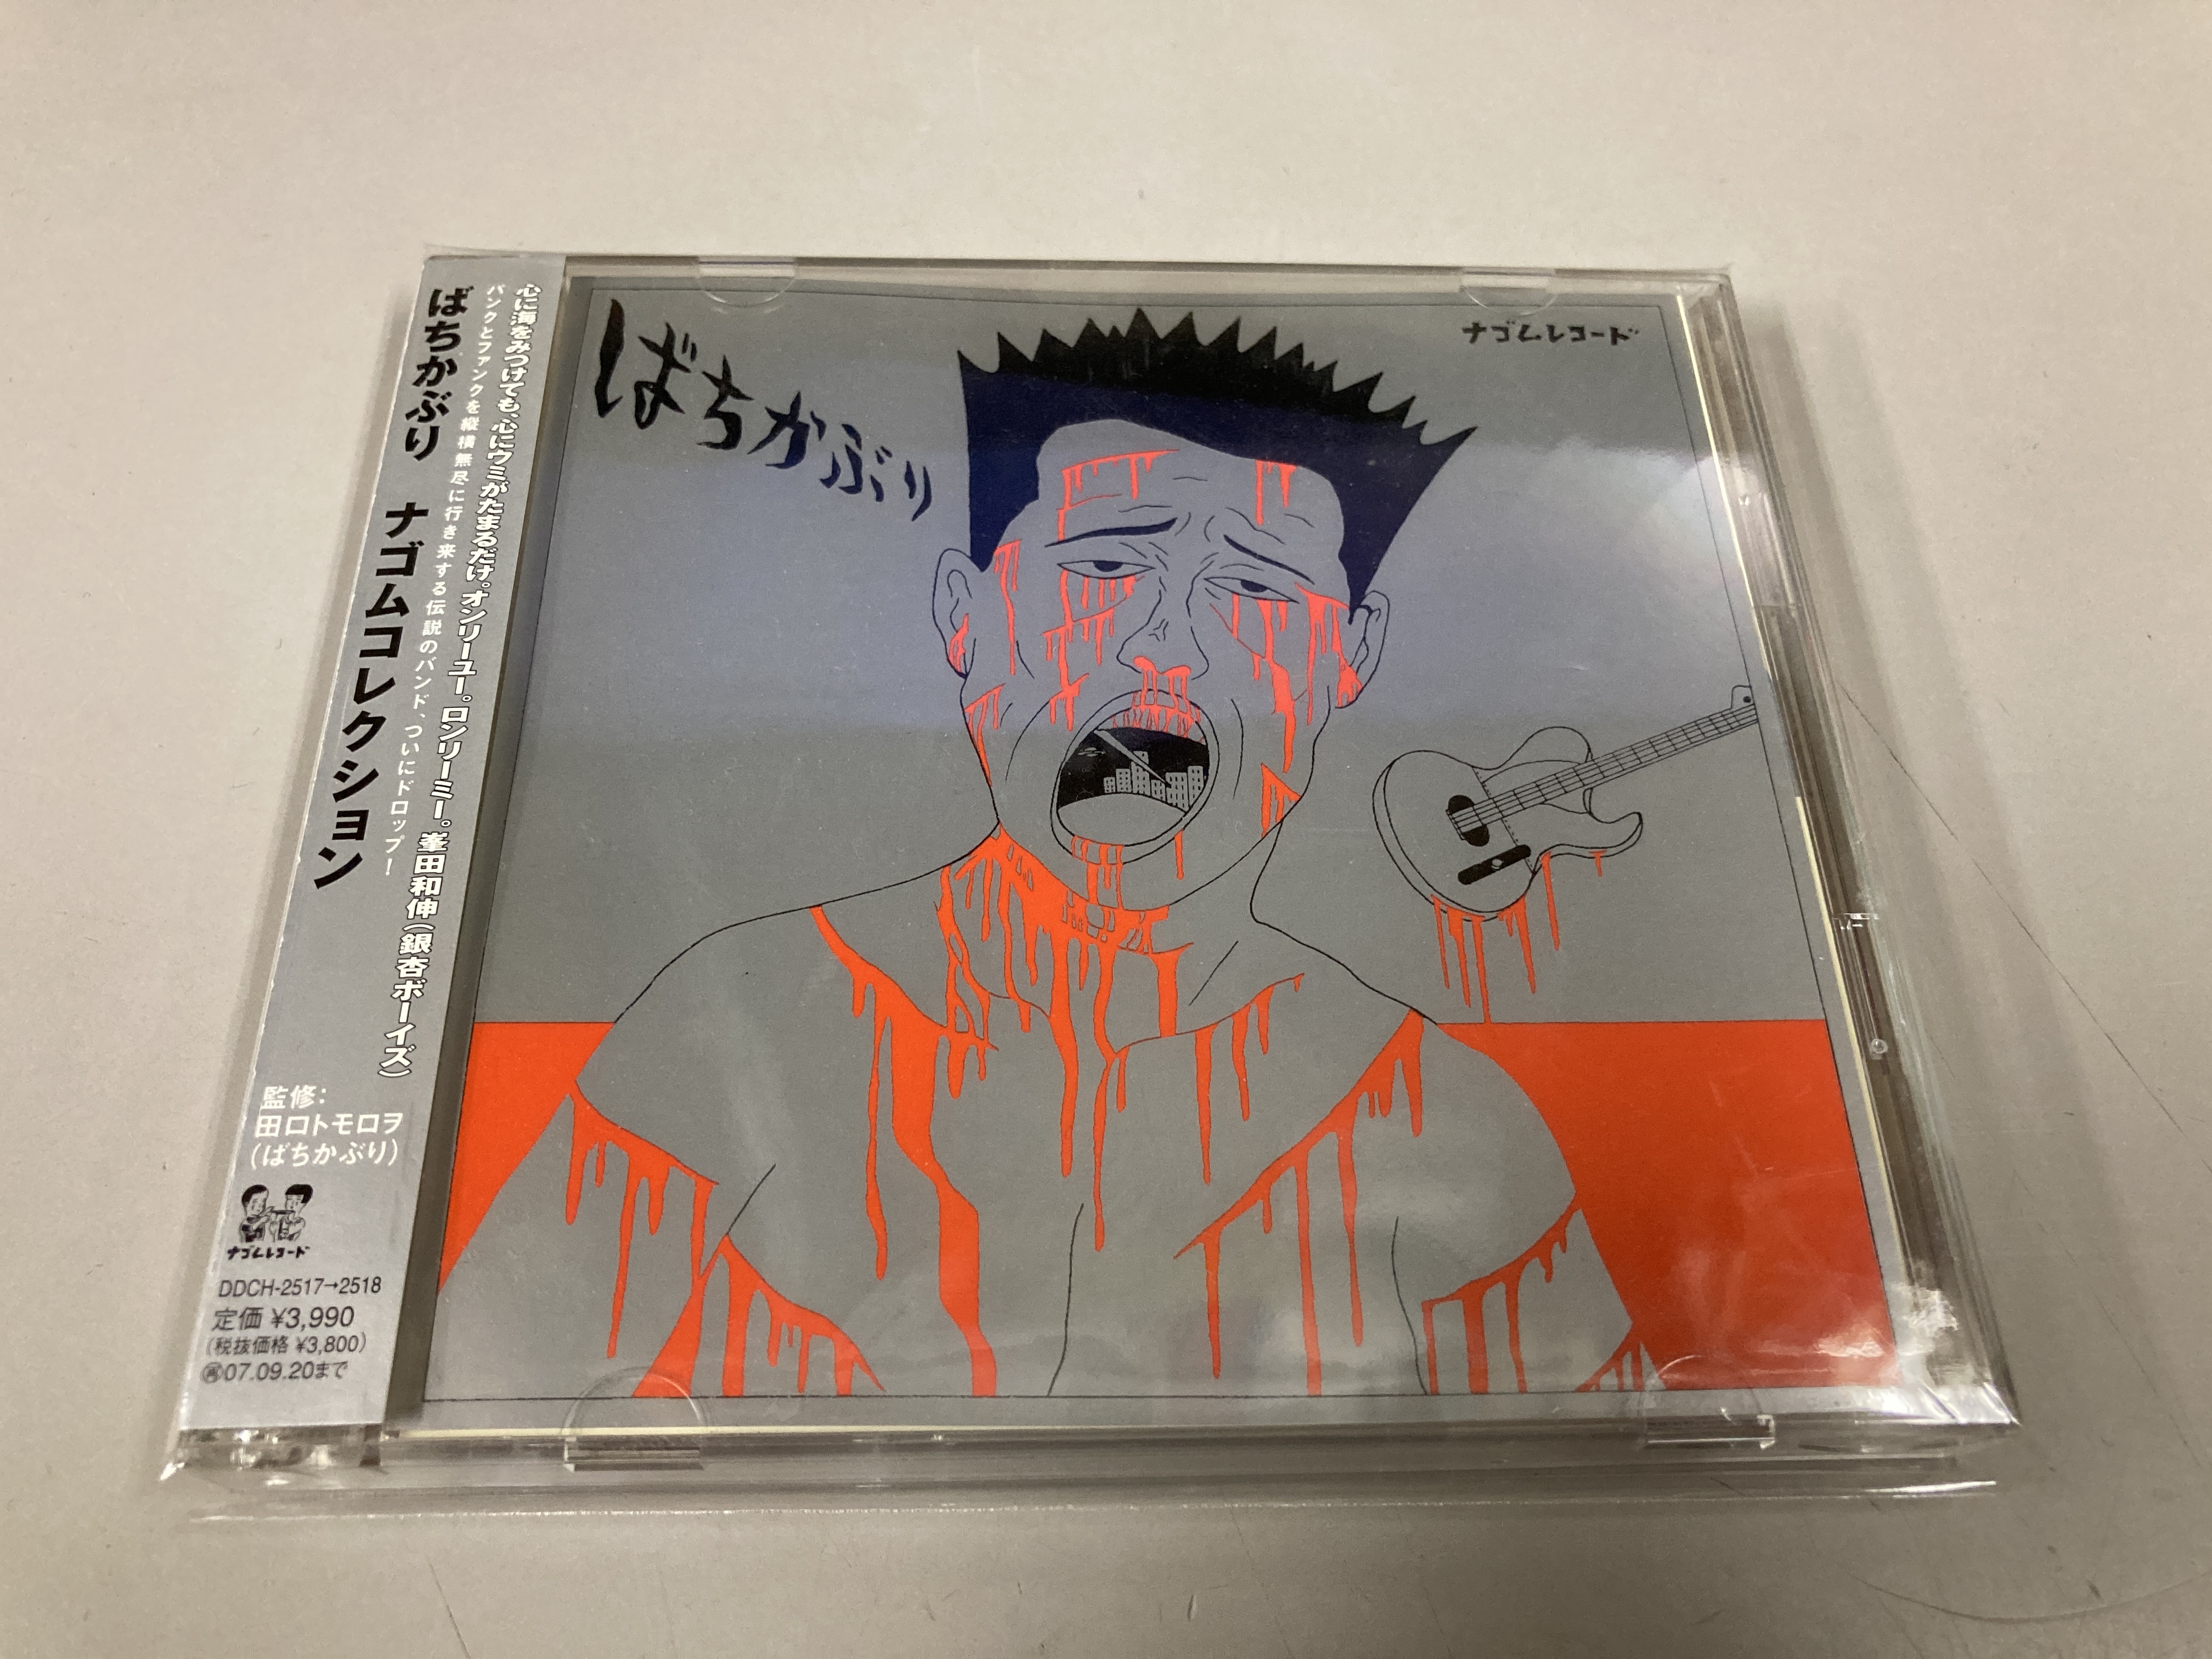 心に海をみつけても、心にウミがたまるだけ。オンリーユー。ロンリーミー。峯田和伸(銀杏ボーイズ)
パンクとファンクを縦横無尽に行き来する伝説のバンド、ついにドロップ!
ばちかぶり ナゴムコレクション
監修:
田口トモロヲ
(ばちかぶり)
ナゴムレコード
DDCH-2517→2518
定価 ¥3,990
(税抜価格 ¥3,800)
㊢07.09.20まで
ばちかぶり
ナゴムレコード